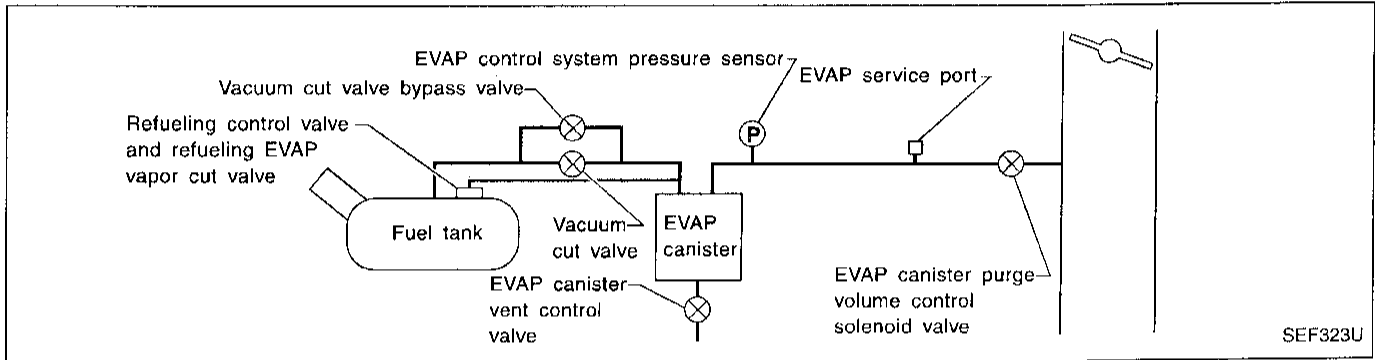 EVAP control system pressure sensor
EVAP service port
Vacuum cut valve bypass valve
Refueling control valve
and refueling EVAP
vapor cut valve
P
Fuel tank
Vacuum
cut valve
EVAP
canister
EVAP canister
vent control
valve
EVAP canister purge
volume control
solenoid valve
SEF323U